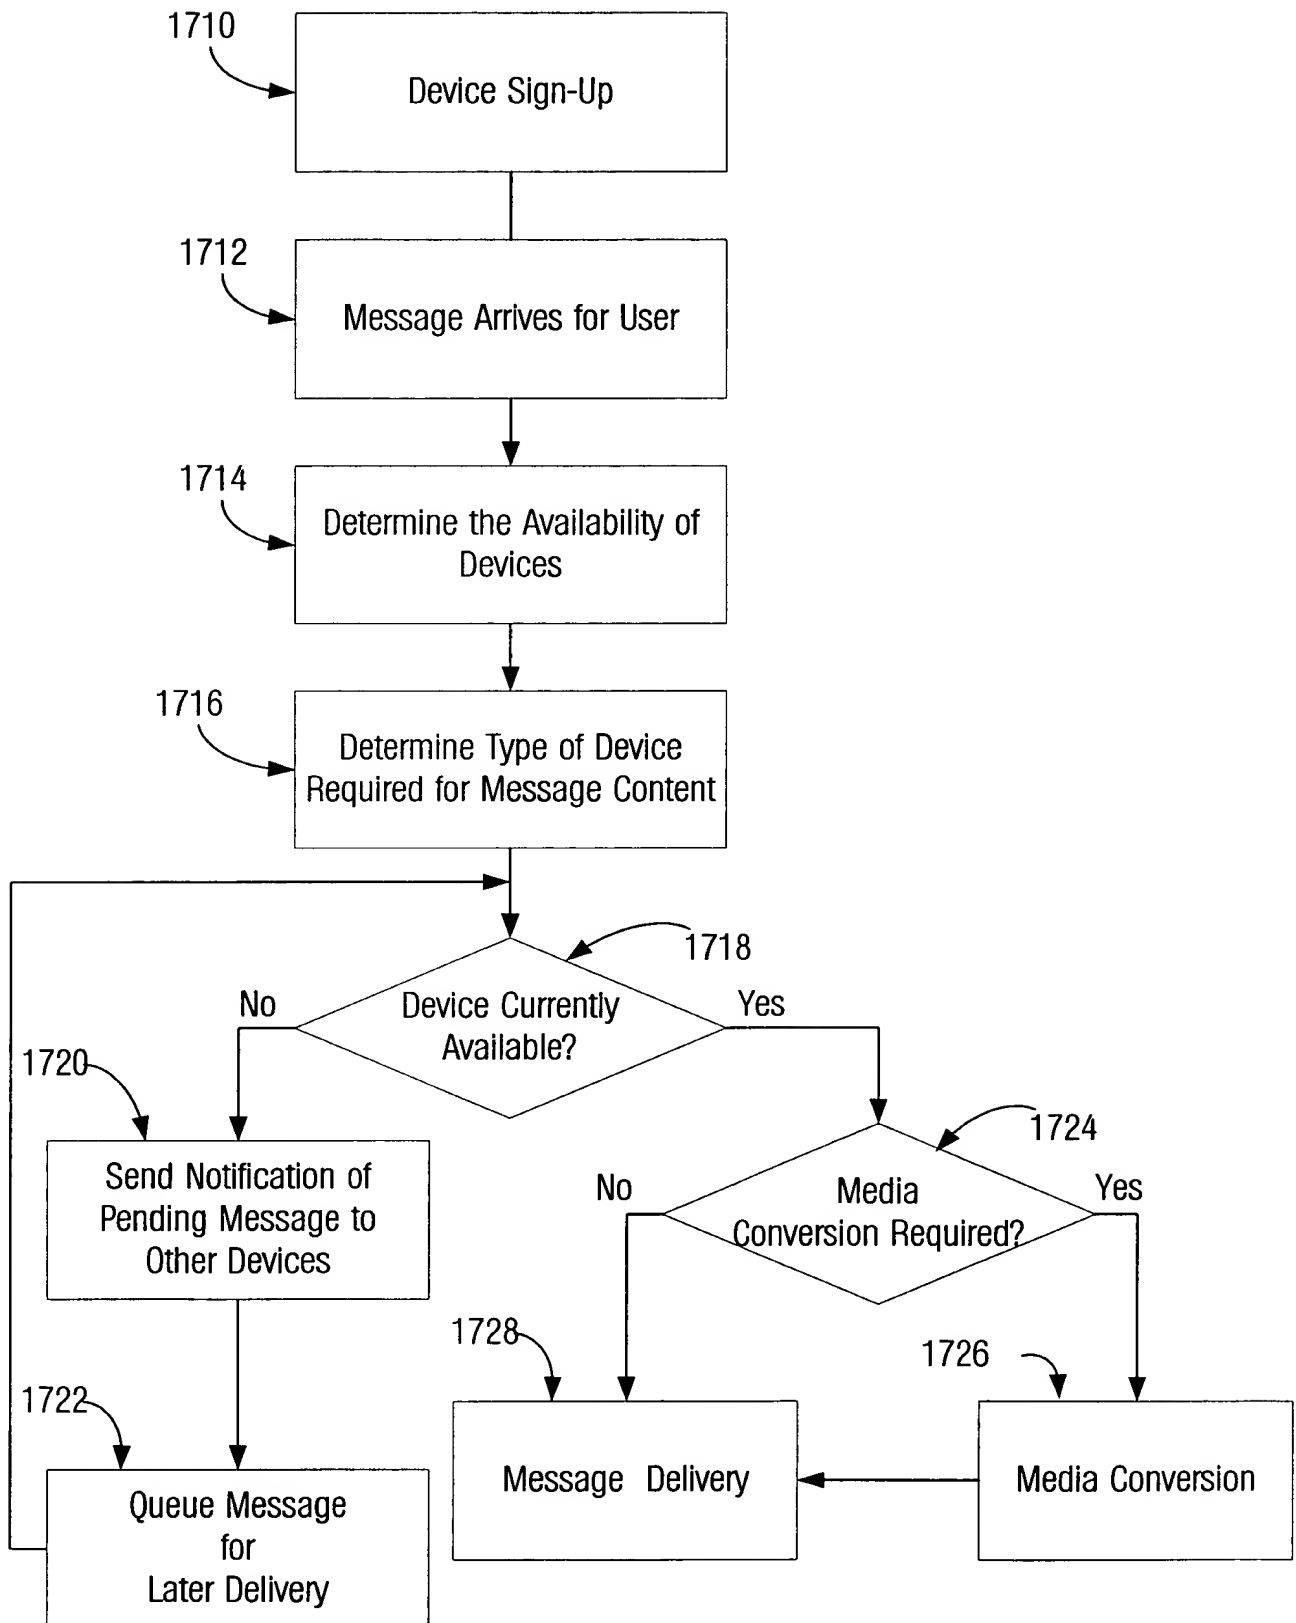 1710
Device Sign-Up
1712
Message Arrives for User
1714
Determine the Availability of
Devices
1716
Determine Type of Device
Required for Message Content
1718
Device Currently
Available?
No
Yes
1720
Send Notification of
Pending Message to
Other Devices
1724
Media
Conversion Required?
No
Yes
1722
Queue Message
for
Later Delivery
1728
Message Delivery
1726
Media Conversion